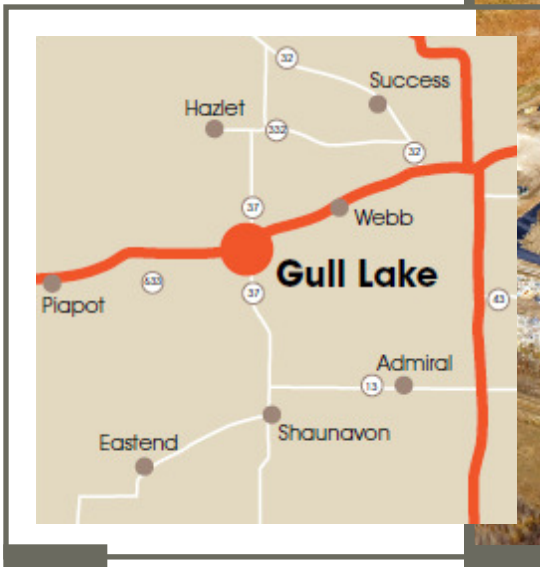 32
Success
Hazlet
332
32
37
Webb
Gull Lake
633
37
43
Piapot
Admiral
13
Shaunavon
Eastend